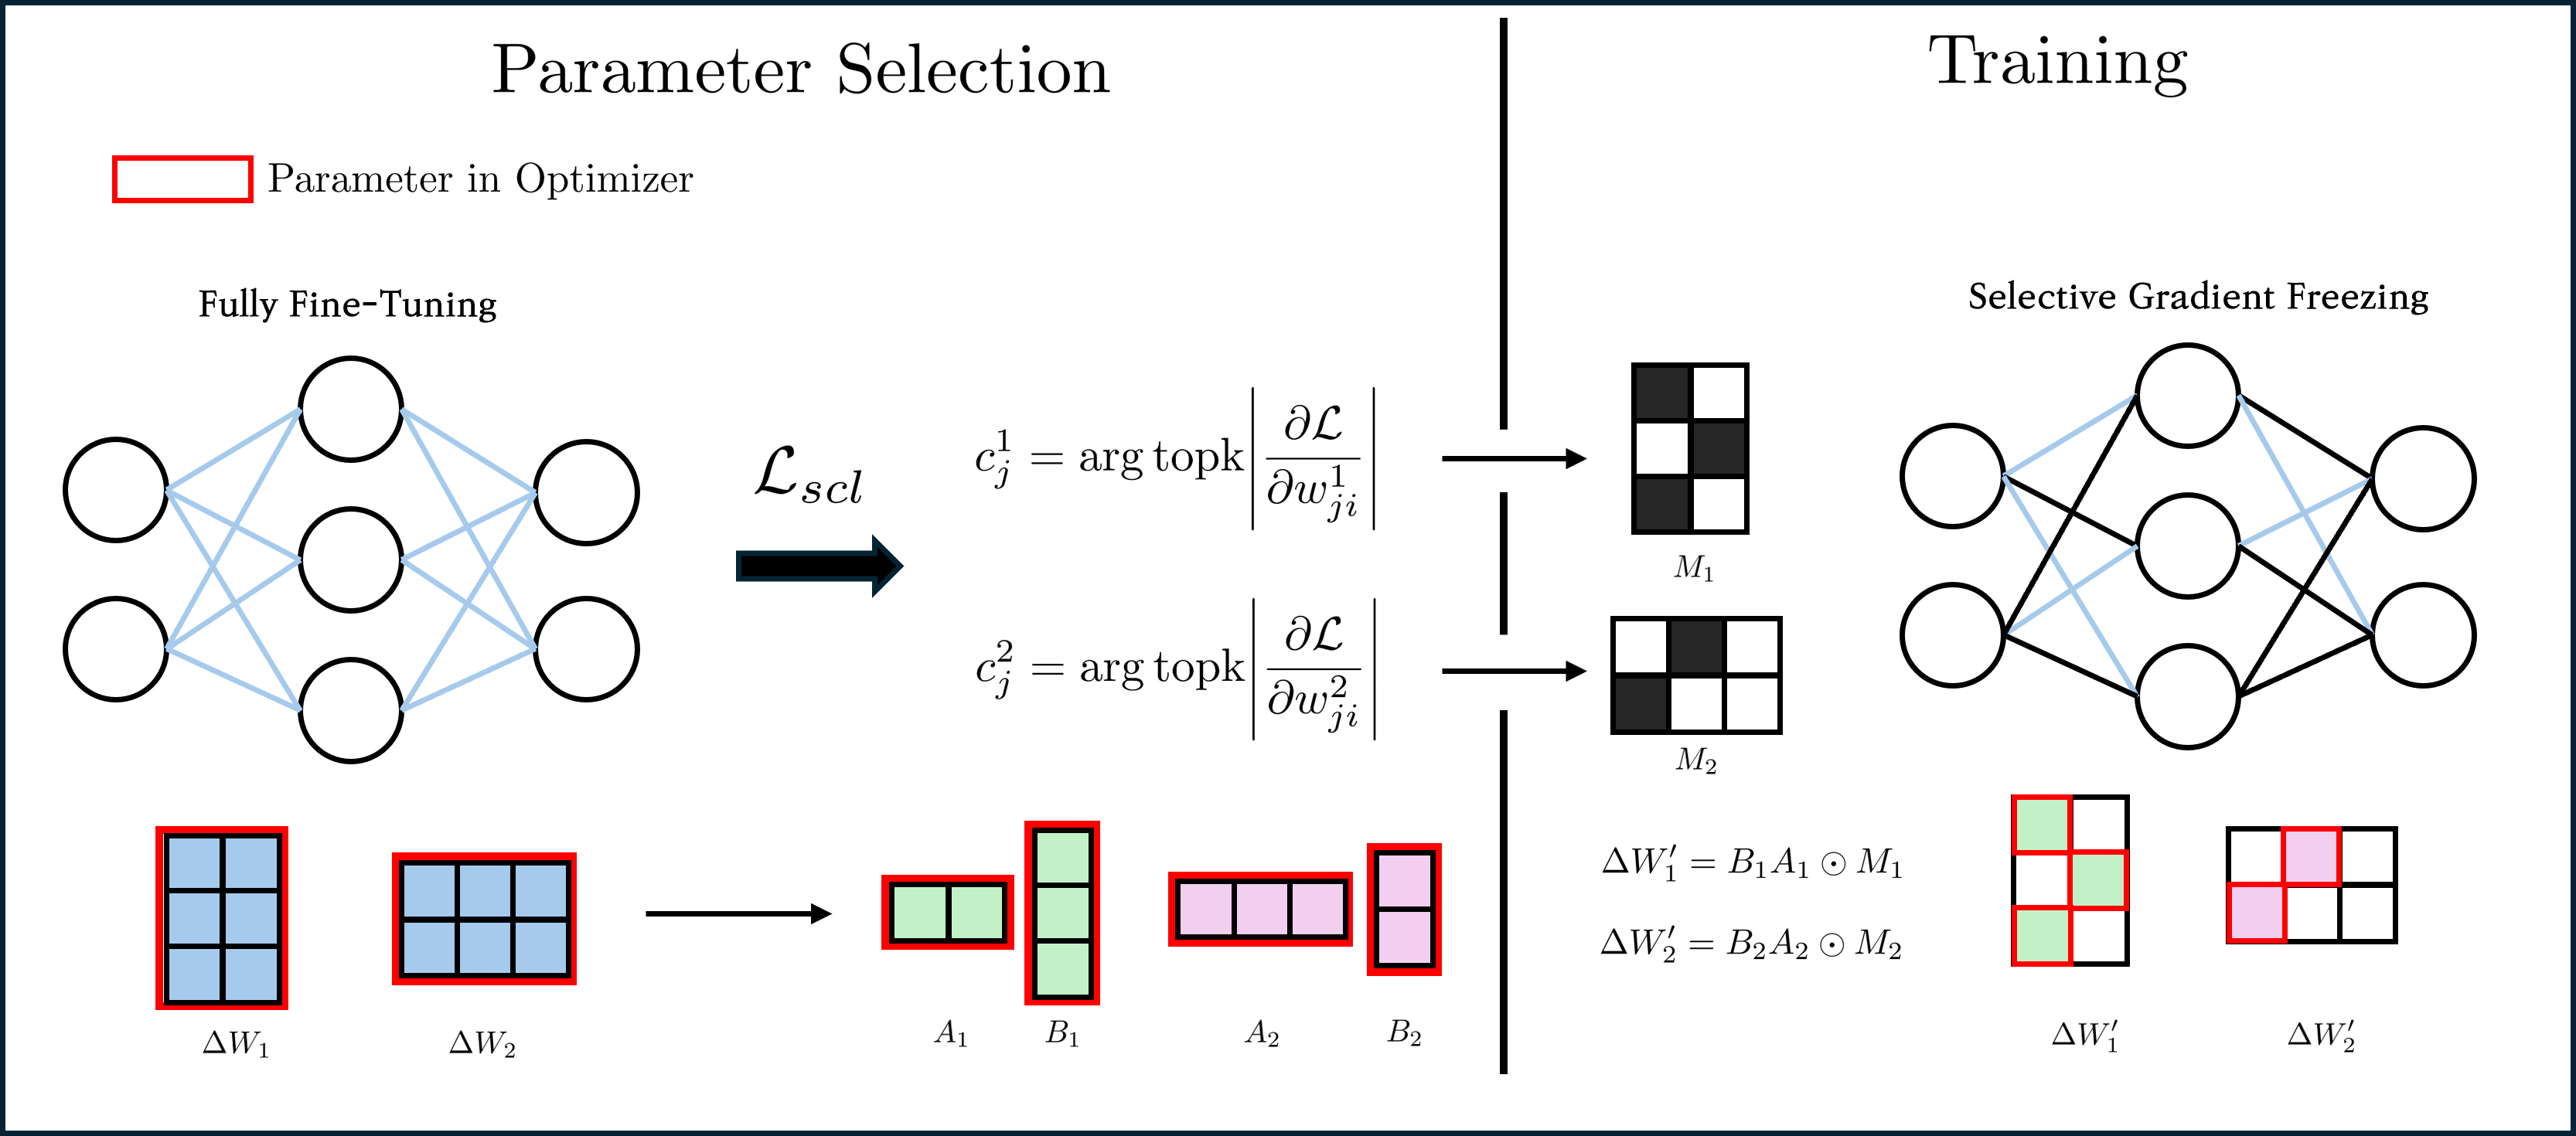 Parameter Selection
Training
Parameter in Optimizer
Fully Fine-Tuning
Selective Gradient Freezing
$\mathcal{L}_{scl}$
$c_j^1 = \arg\mathrm{topk} \left| \frac{\partial \mathcal{L}}{\partial w_{ji}^1} \right|$
$M_1$
$c_j^2 = \arg\mathrm{topk} \left| \frac{\partial \mathcal{L}}{\partial w_{ji}^2} \right|$
$M_2$
$\Delta W_1' = B_1 A_1 \odot M_1$
$\Delta W_2' = B_2 A_2 \odot M_2$
$\Delta W_1$
$\Delta W_2$
$A_1$
$B_1$
$A_2$
$B_2$
$\Delta W_1'$
$\Delta W_2'$